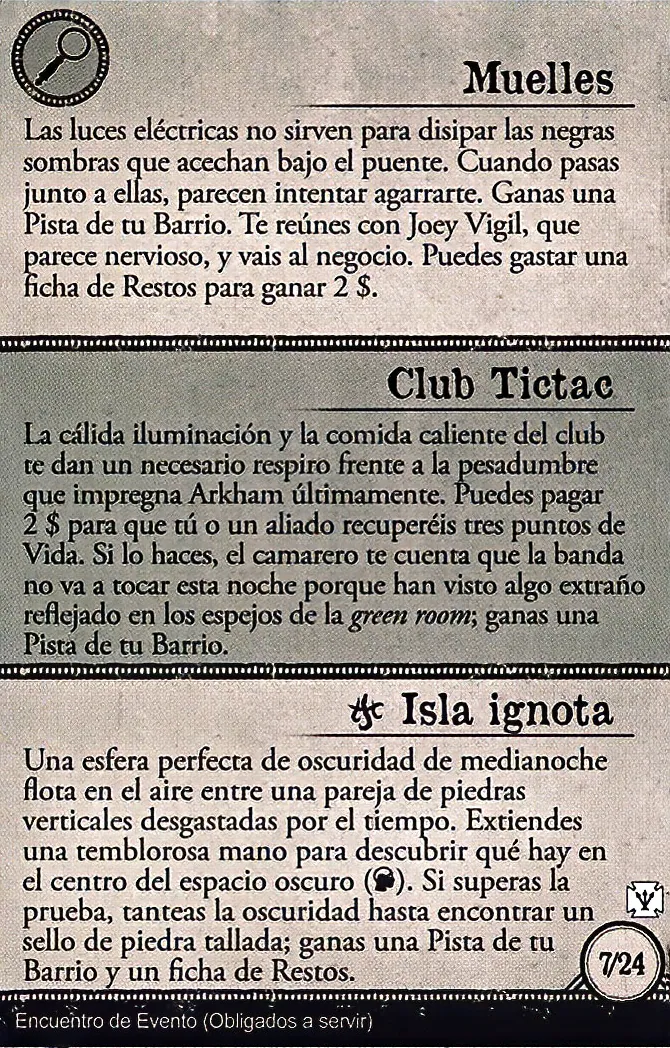 Muelles
Las luces eléctricas no sirven para disipar las negras
sombras que acechan bajo el puente. Cuando pasas
junto a ellas, parecen intentar agarrarte. Ganas una
Pista de tu Barrio. Te reúnes con Joey Vigil, que
parece nervioso, y vais al negocio. Puedes gastar una
ficha de Restos para ganar 2 $.
Club Tictac
La cálida iluminación y la comida caliente del club
te dan un necesario respiro frente a la pesadumbre
que impregna Arkham últimamente. Puedes pagar
2 $ para que tú o un aliado recuperéis tres puntos de
Vida. Si lo haces, el camarero te cuenta que la banda
no va a tocar esta noche porque han visto algo extraño
reflejado en los espejos de la green room; ganas una
Pista de tu Barrio.
Isla ignota
Una esfera perfecta de oscuridad de medianoche
flota en el aire entre una pareja de piedras
verticales desgastadas por el tiempo. Extiendes
una temblorosa mano para descubrir qué hay en
el centro del espacio oscuro (). Si superas la
prueba, tanteas la oscuridad hasta encontrar un
sello de piedra tallada; ganas una Pista de tu
Barrio y un ficha de Restos.
7/24
Encuentro de Evento (Obligados a servir)